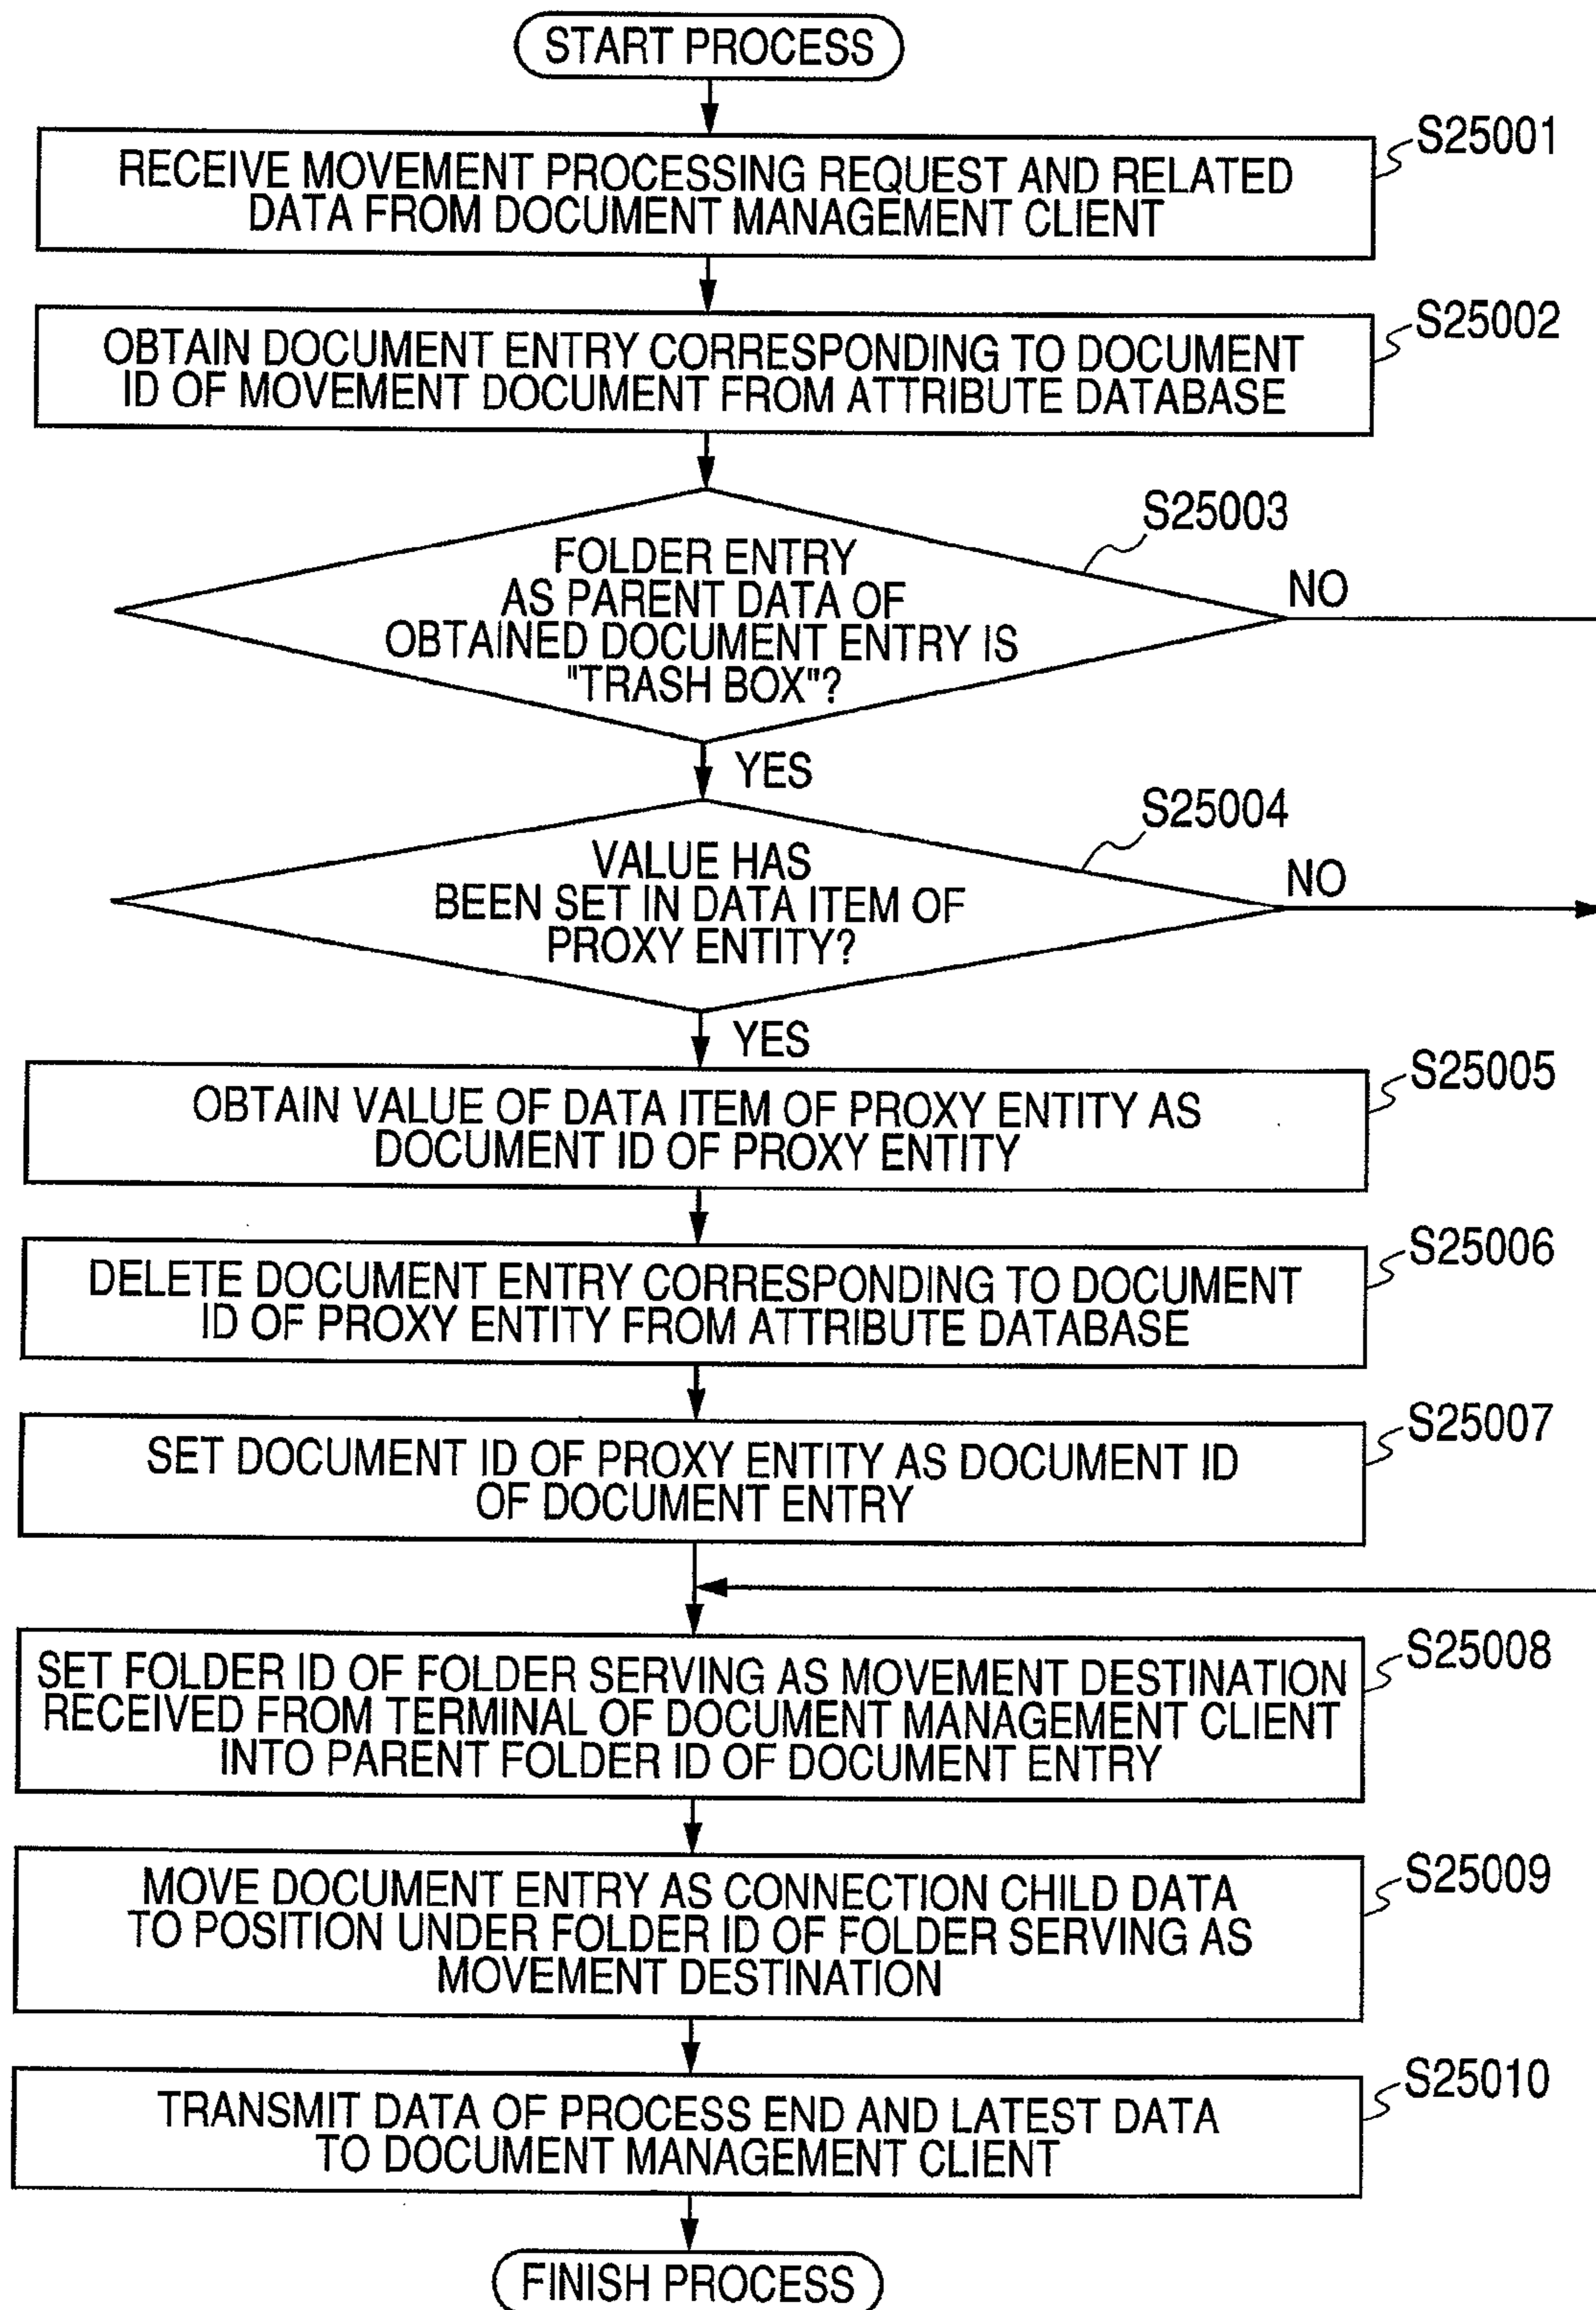 START PROCESS
S25001
RECEIVE MOVEMENT PROCESSING REQUEST AND RELATED
DATA FROM DOCUMENT MANAGEMENT CLIENT
S25002
OBTAIN DOCUMENT ENTRY CORRESPONDING TO DOCUMENT
ID OF MOVEMENT DOCUMENT FROM ATTRIBUTE DATABASE
S25003
FOLDER ENTRY
AS PARENT DATA OF
OBTAINED DOCUMENT ENTRY IS
"TRASH BOX"?
NO
YES
S25004
VALUE HAS
BEEN SET IN DATA ITEM OF
PROXY ENTITY?
NO
YES
S25005
OBTAIN VALUE OF DATA ITEM OF PROXY ENTITY AS
DOCUMENT ID OF PROXY ENTITY
S25006
DELETE DOCUMENT ENTRY CORRESPONDING TO DOCUMENT
ID OF PROXY ENTITY FROM ATTRIBUTE DATABASE
S25007
SET DOCUMENT ID OF PROXY ENTITY AS DOCUMENT ID
OF DOCUMENT ENTRY
S25008
SET FOLDER ID OF FOLDER SERVING AS MOVEMENT DESTINATION
RECEIVED FROM TERMINAL OF DOCUMENT MANAGEMENT CLIENT
INTO PARENT FOLDER ID OF DOCUMENT ENTRY
S25009
MOVE DOCUMENT ENTRY AS CONNECTION CHILD DATA
TO POSITION UNDER FOLDER ID OF FOLDER SERVING AS
MOVEMENT DESTINATION
S25010
TRANSMIT DATA OF PROCESS END AND LATEST DATA
TO DOCUMENT MANAGEMENT CLIENT
FINISH PROCESS